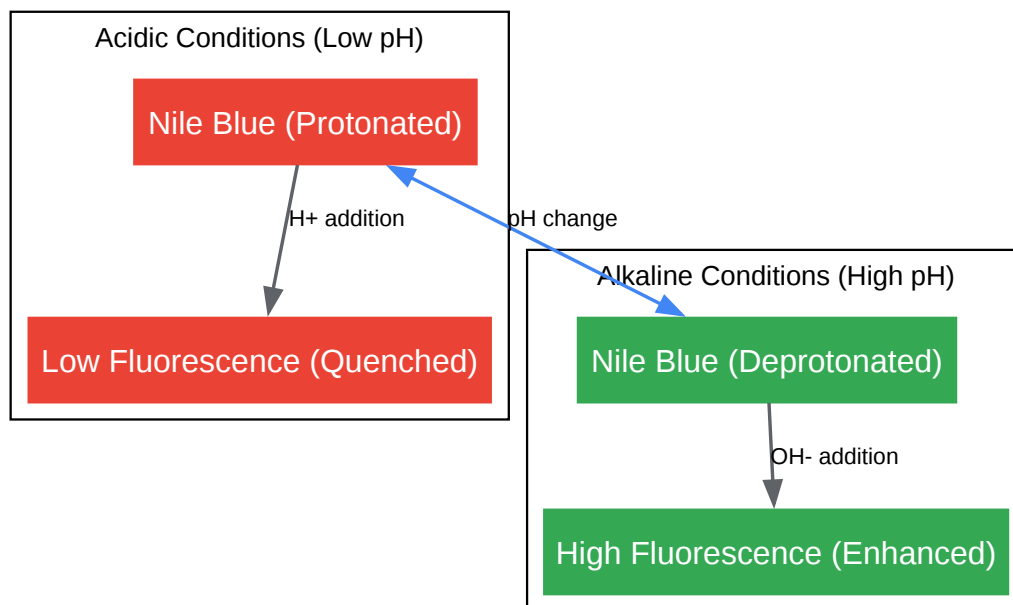 Acidic Conditions (Low pH)
Nile Blue (Protonated)
H+ addition
pH change
Low Fluorescence (Quenched)
Alkaline Conditions (High pH)
Nile Blue (Deprotonated)
OH- addition
High Fluorescence (Enhanced)